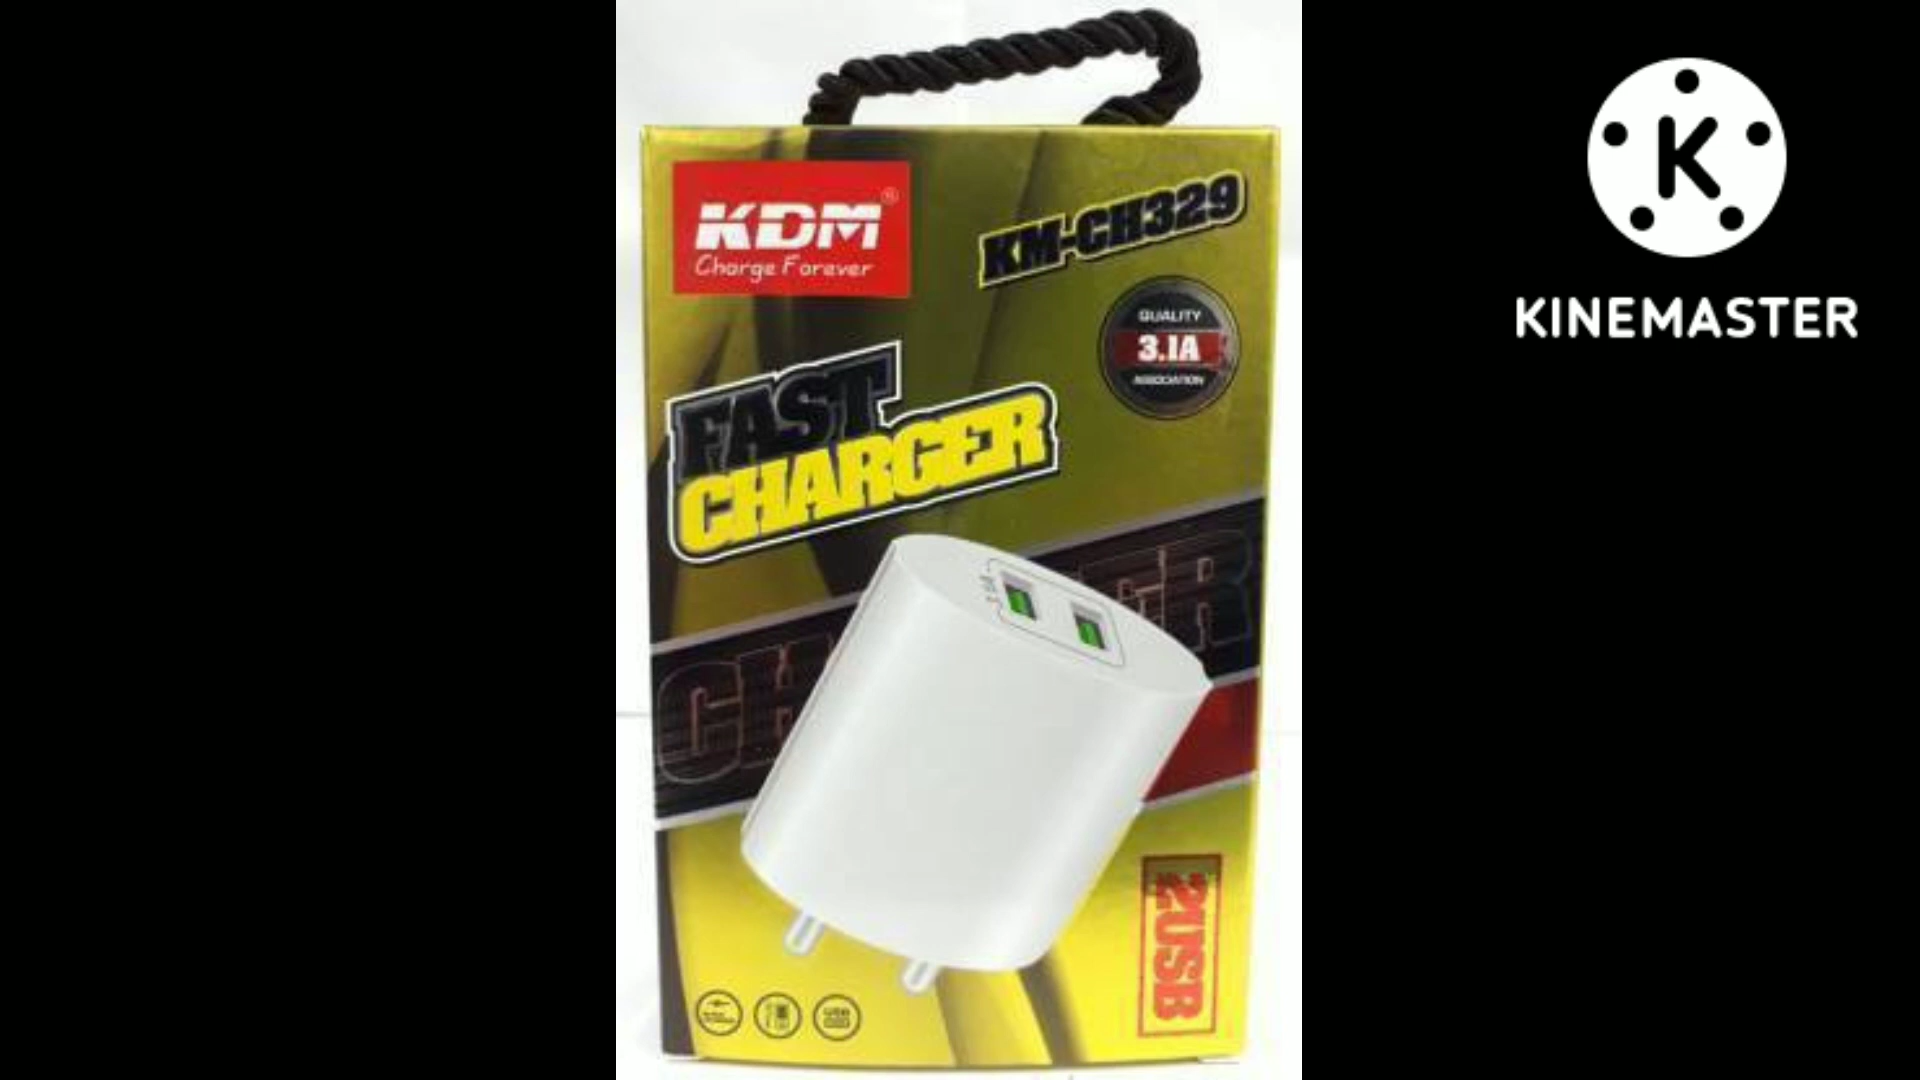 KDM®
Charge Forever
KM-CH329
QUALITY
3.1A
ASSOCIATION
FAST
CHARGER
2USB
KINEMASTER